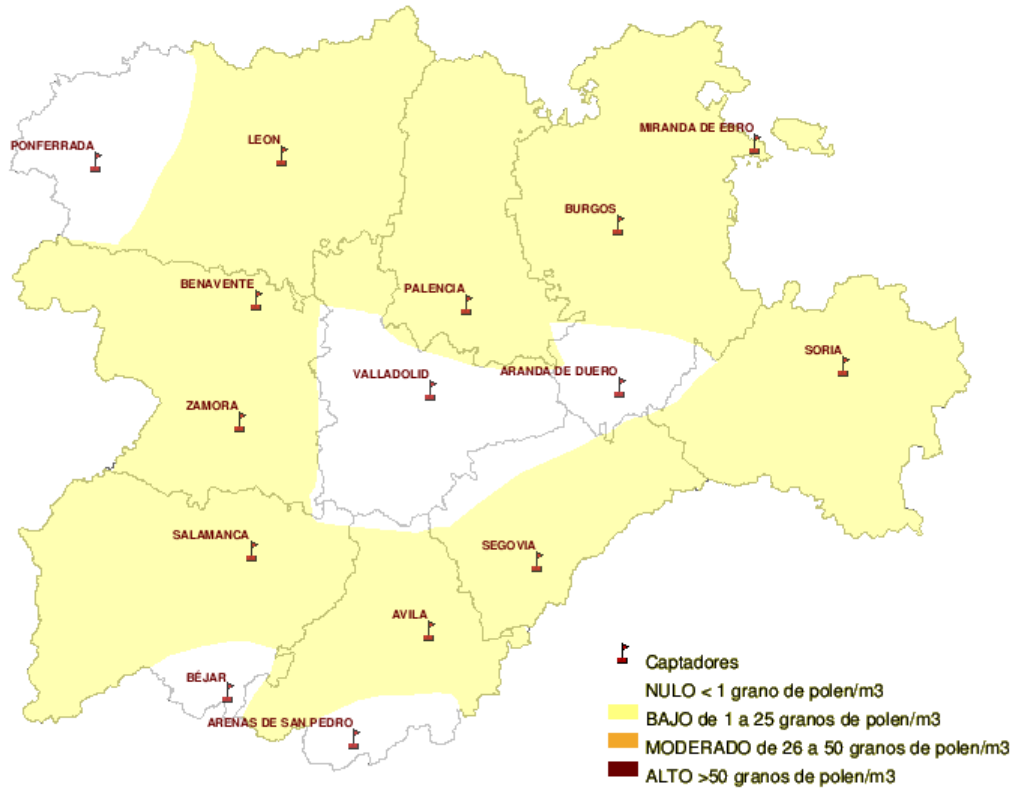 MIRANDA DE EBRO
PONFERRADA
LEON
BURGOS
BENAVENTE
PALENCIA
SORIA
VALLADOLID
ARANDA DE DUERO
ZAMORA
SALAMANCA
SEGOVIA
AVILA
BÉJAR
ARENAS DE SAN PEDRO
Captadores
NULO < 1 grano de polen/m3
BAJO de 1 a 25 granos de polen/m3
MODERADO de 26 a 50 granos de polen/m3
ALTO >50 granos de polen/m3